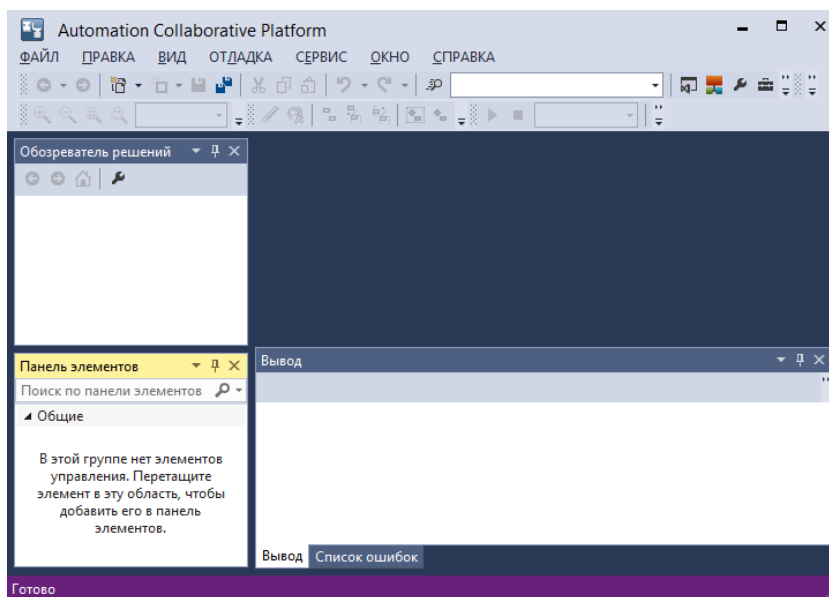 Automation Collaborative Platform
ФАЙЛ ПРАВКА ВИД ОТЛАДКА СЕРВИС ОКНО СПРАВКА
Обозреватель решений
Панель элементов
Поиск по панели элементов
Общие
В этой группе нет элементов
управления. Перетащите
элемент в эту область, чтобы
добавить его в панель
элементов.
Вывод
Вывод Список ошибок
Готово